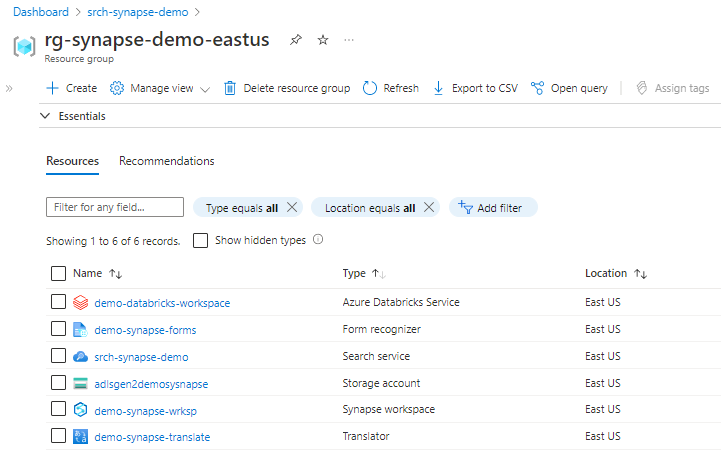 Dashboard > srch-synapse-demo >
rg-synapse-demo-eastus ...
Resource group
» + Create Manage view Delete resource group Refresh Export to CSV Open query Assign tags
Essentials
Resources Recommendations
Filter for any field... Type equals all Location equals all Add filter
Showing 1 to 6 of 6 records. Show hidden types
Name ↑↓ Type ↑↓ Location ↑↓
demo-databricks-workspace Azure Databricks Service East US
demo-synapse-forms Form recognizer East US
srch-synapse-demo Search service East US
adlsgen2demosysnapse Storage account East US
demo-synapse-wrksp Synapse workspace East US
demo-synapse-translate Translator East US